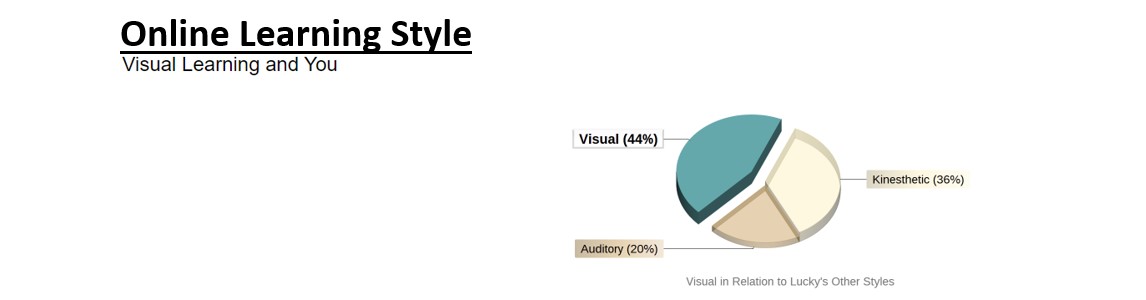 Online Learning Style
Visual Learning and You
Visual (44%)
Kinesthetic (36%)
Auditory (20%)
Visual in Relation to Lucky's Other Styles